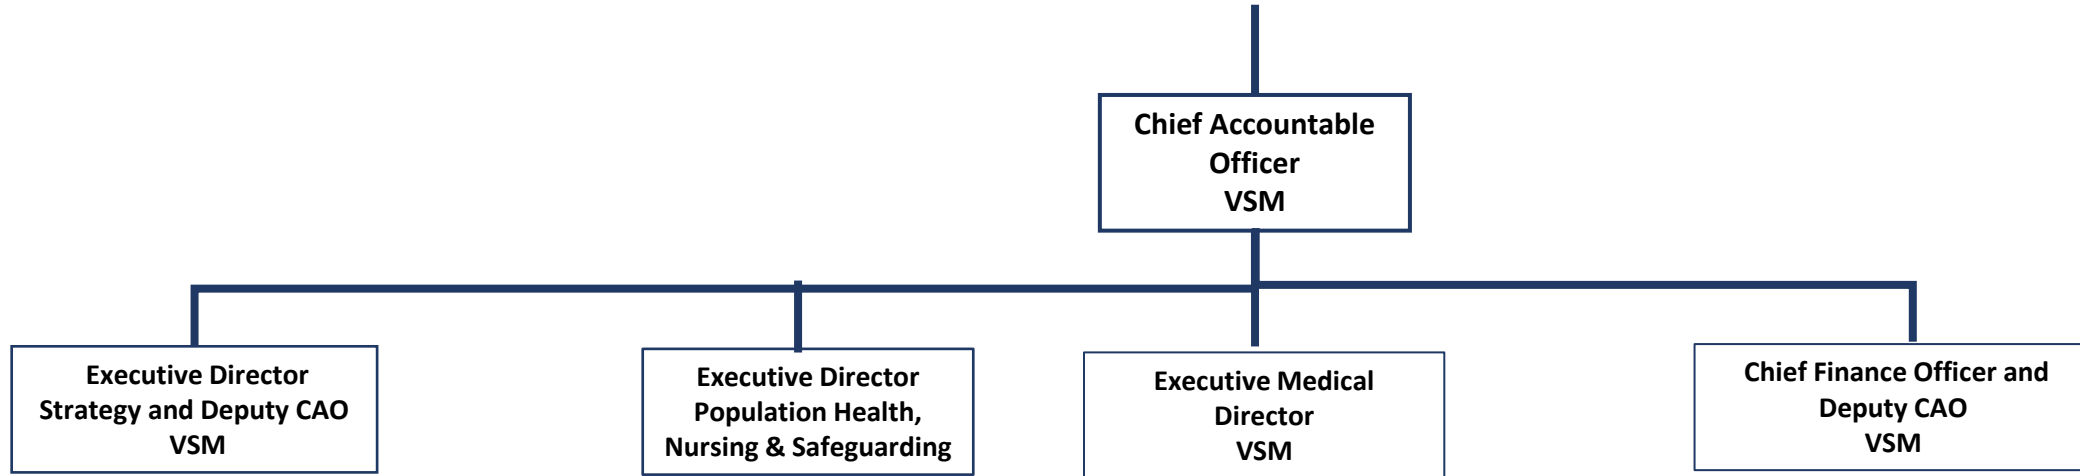 Chief Accountable
Officer
VSM
Executive Director
Strategy and Deputy CAO
VSM
Executive Director
Population Health,
Nursing & Safeguarding
Executive Medical
Director
VSM
Chief Finance Officer and
Deputy CAO
VSM